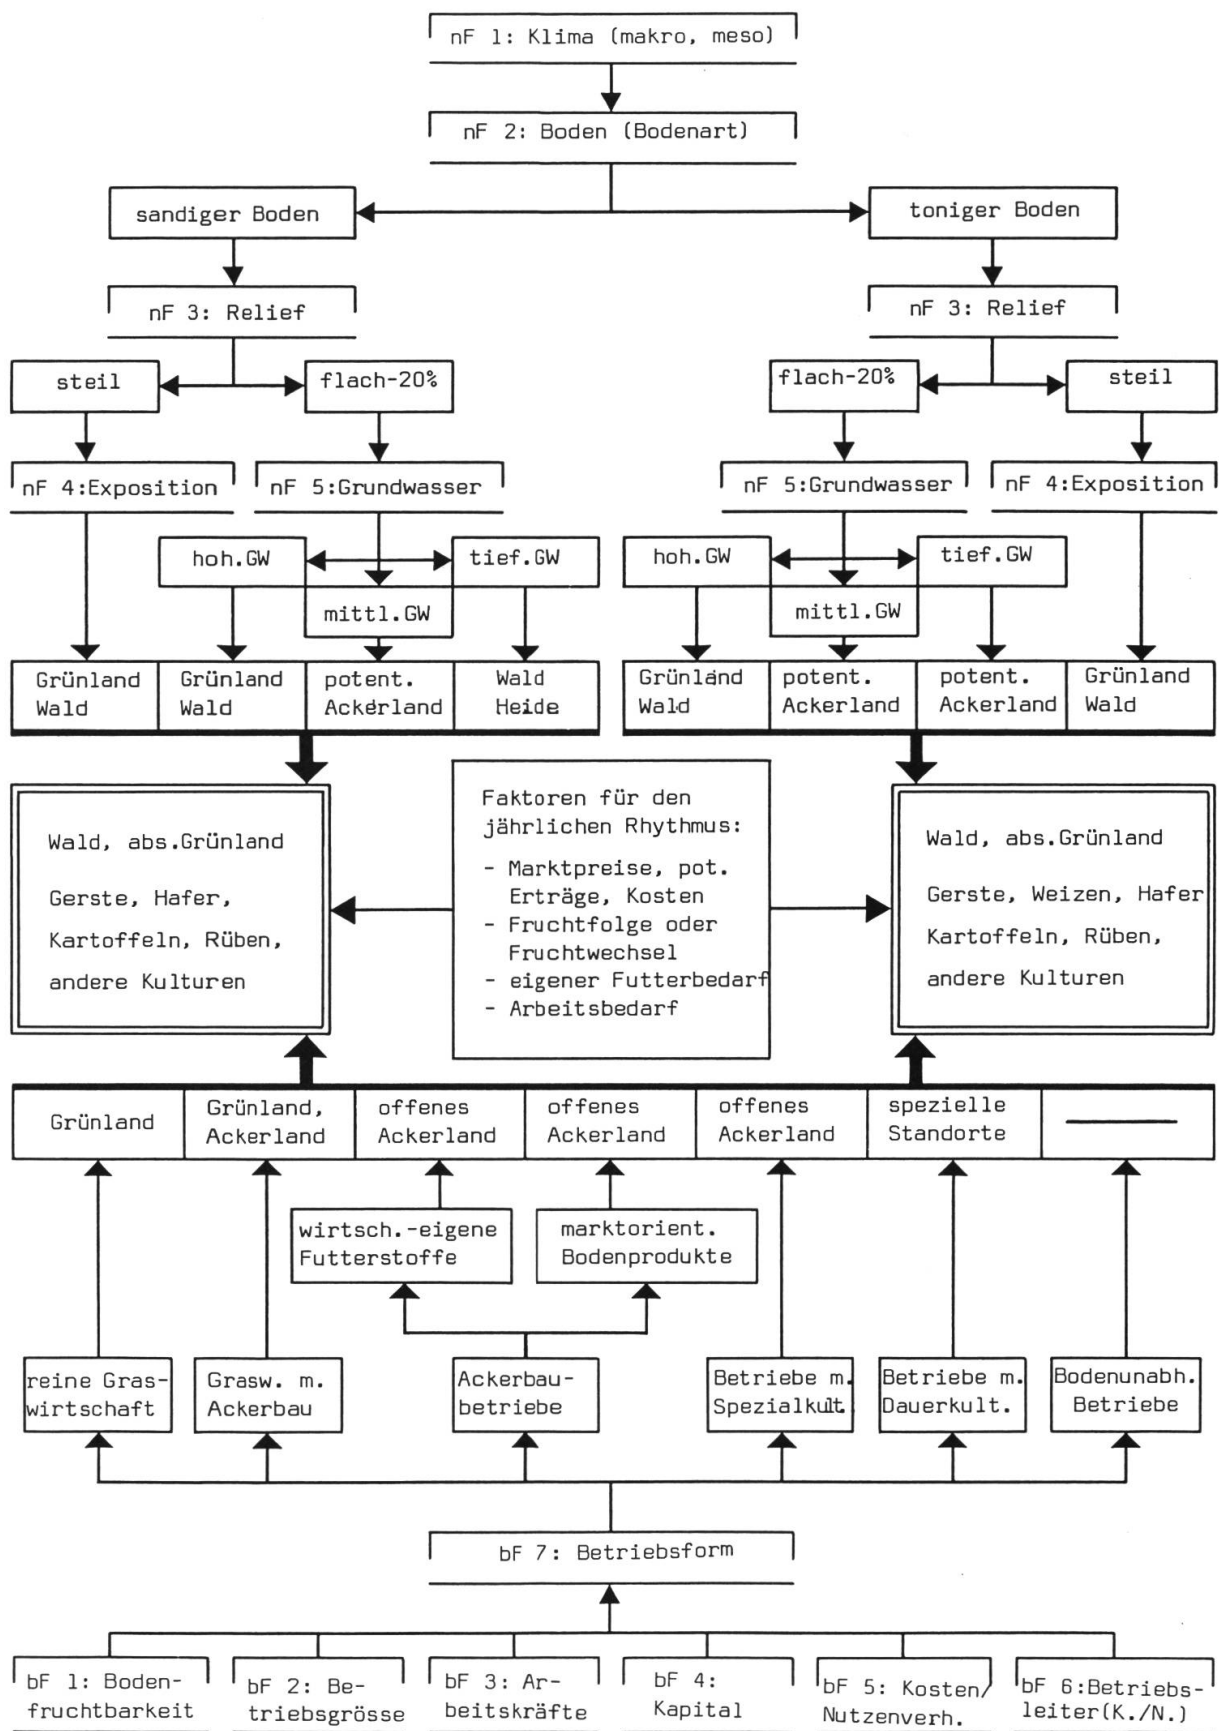 nF 1: Klima (makro, meso)
nF 2: Boden (Bodenart)
sandiger Boden
toniger Boden
nF 3: Relief
nF 3: Relief
steil
flach-20%
flach-20%
steil
nF 4:Exposition
nF 5:Grundwasser
nF 5:Grundwasser
nF 4:Exposition
hoh.GW
tief.GW
mittl.GW
hoh.GW
tief.GW
mittl.GW
Grünland
Wald
Grünland
Wald
potent.
Ackerland
Wald
Heide
Grünland
Wald
potent.
Ackerland
potent.
Ackerland
Grünland
Wald
Wald, abs.Grünland
Gerste, Hafer,
Kartoffeln, Rüben,
andere Kulturen
Faktoren für den
jährlichen Rhythmus:
- Marktpreise, pot.
Erträge, Kosten
- Fruchtfolge oder
Fruchtwechsel
- eigener Futterbedarf
- Arbeitsbedarf
Wald, abs.Grünland
Gerste, Weizen, Hafer
Kartoffeln, Rüben,
andere Kulturen
Grünland
Grünland,
Ackerland
offenes
Ackerland
offenes
Ackerland
offenes
Ackerland
spezielle
Standorte
wirtsch.-eigene
Futterstoffe
marktorient.
Bodenprodukte
reine Gras-
wirtschaft
Grasw. m.
Ackerbau
Ackerbau-
betriebe
Betriebe m.
Spezialkult.
Betriebe m.
Dauerkult.
Bodenunabh.
Betriebe
bF 7: Betriebsform
bF 1: Boden-
fruchtbarkeit
bF 2: Be-
triebsgrösse
bF 3: Ar-
beitskräfte
bF 4:
Kapital
bF 5: Kosten/
Nutzenverh.
bF 6:Betriebs-
leiter(K./N.)